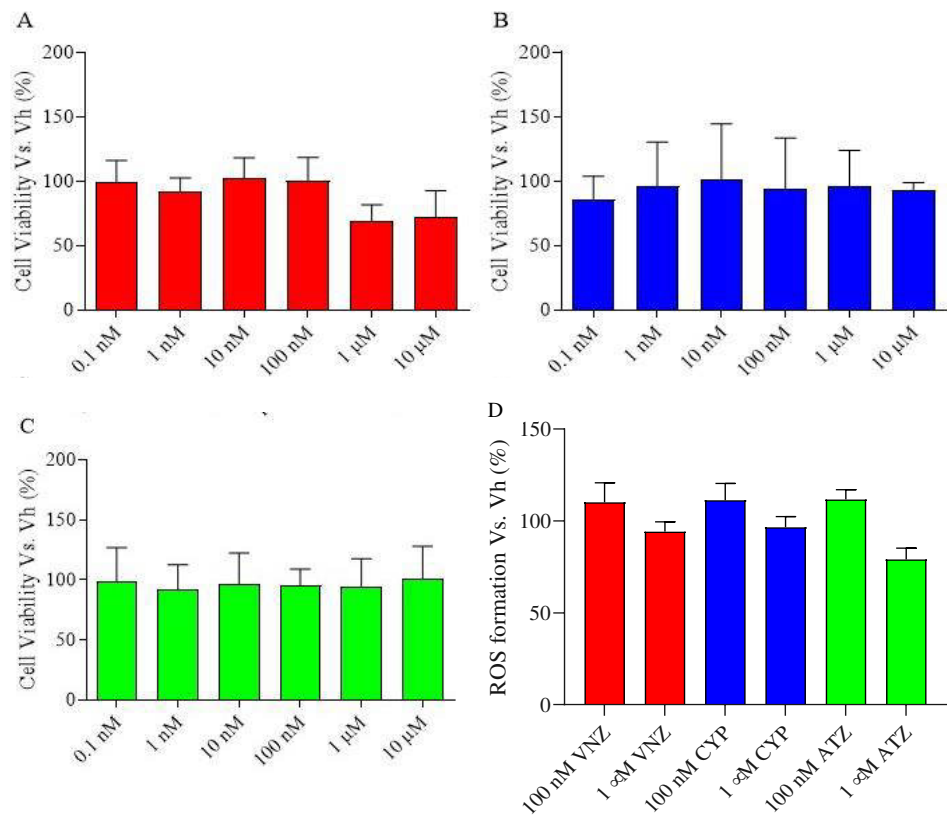 A
Cell Viability Vs. Vh (%)
200
150
100
50
0
0.1 nM
1 nM
10 nM
100 nM
1 µM
10 µM
B
Cell Viability Vs. Vh (%)
200
150
100
50
0
0.1 nM
1 nM
10 nM
100 nM
1 µM
10 µM
C
Cell Viability Vs. Vh (%)
200
150
100
50
0
0.1 nM
1 nM
10 nM
100 nM
1 µM
10 µM
D
ROS formation Vs. Vh (%)
150
100
50
0
100 nM VNZ
1 ∝M VNZ
100 nM CYP
1 ∝M CYP
100 nM ATZ
1 ∝M ATZ